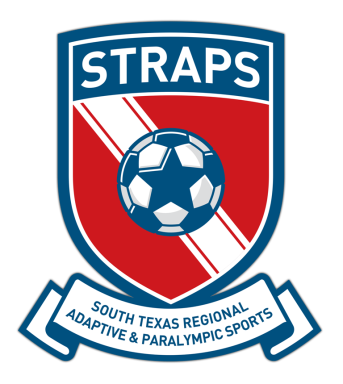 STRAPS
SOUTH TEXAS REGIONAL
ADAPTIVE & PARALYMPIC SPORTS